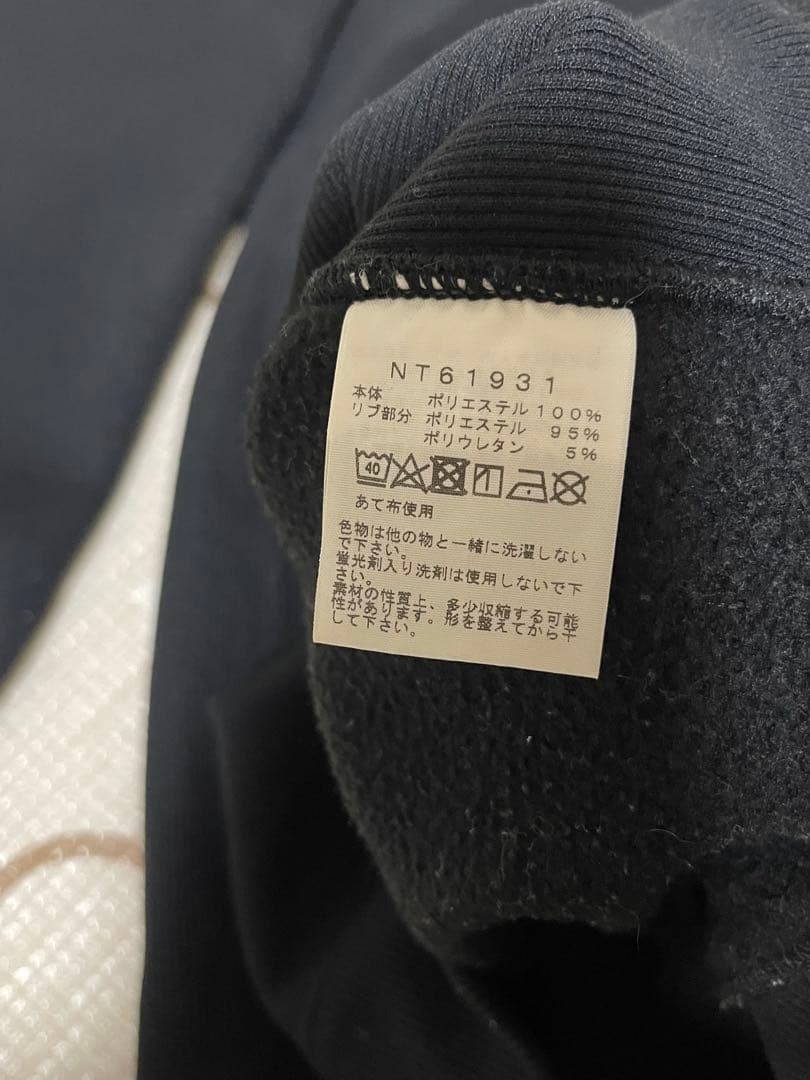 NT61931
本体 ポリエステル100%
リブ部分 ポリエステル 95%
ポリウレタン 5%
40
あて布使用
色物は他の物と一緒に洗濯しない
で下さい。
蛍光剤入り洗剤は使用しないで下
さい。
素材の性質上、多少収縮する可能
性があります。形を整えてから干
して下さい。